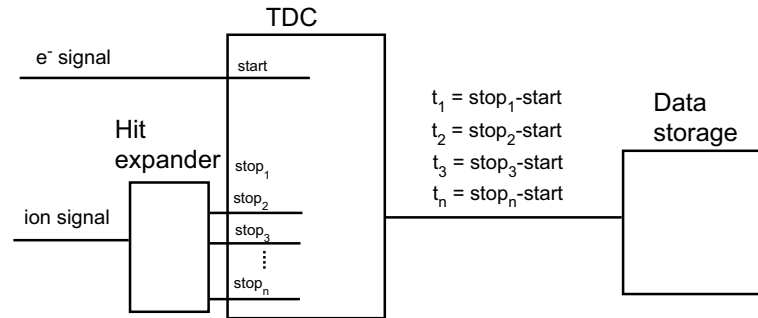 TDC
e⁻ signal
start
t₁ = stop₁-start
t₂ = stop₂-start
t₃ = stop₃-start
tₙ = stopₙ-start
Data
storage
Hit
expander
stop₁
stop₂
stop₃
stopₙ
ion signal